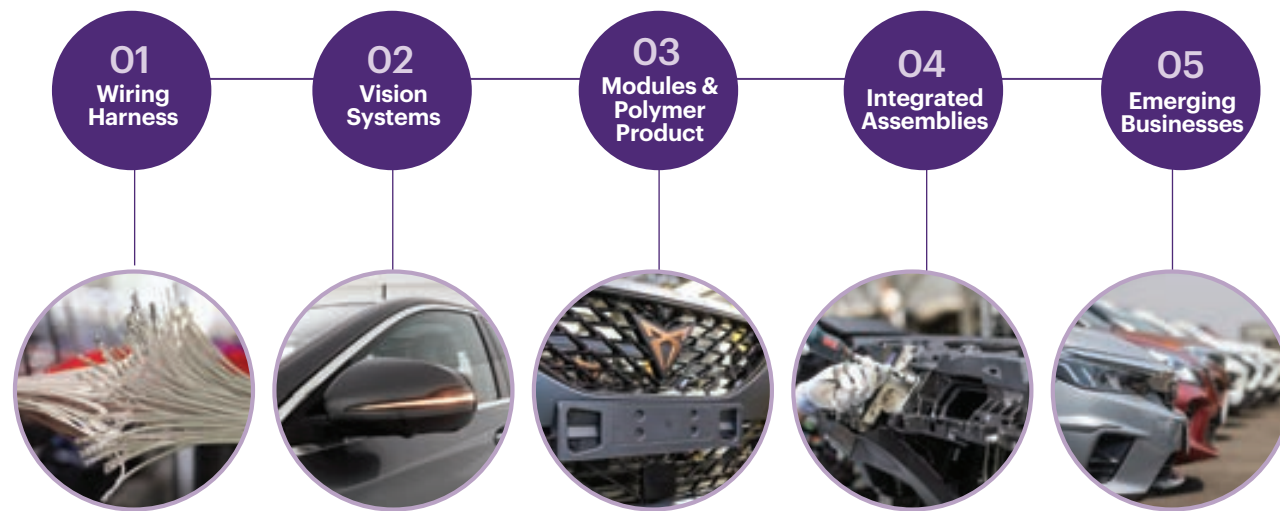 01
Wiring
Harness
02
Vision
Systems
03
Modules &
Polymer
Product
04
Integrated
Assemblies
05
Emerging
Businesses